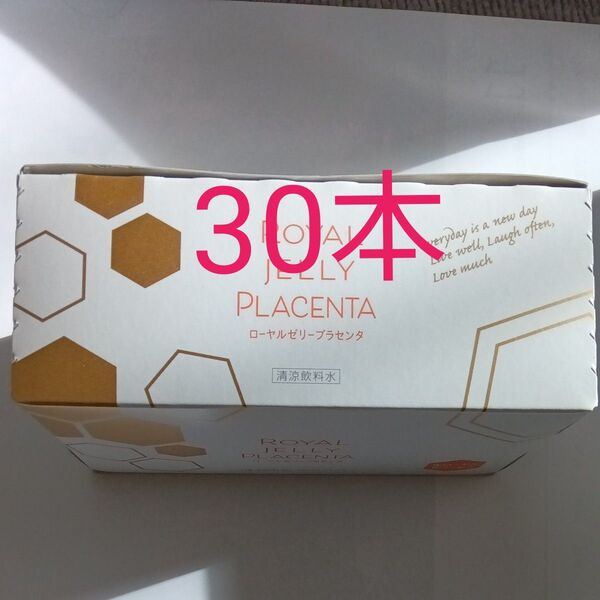 30本
ROYAL
JELLY
PLACENTA
ローヤルゼリープラセンタ
清涼飲料水
everyday is a new day
Live well, Laugh often,
Love much
ROYAL
JELLY
PLACENTA